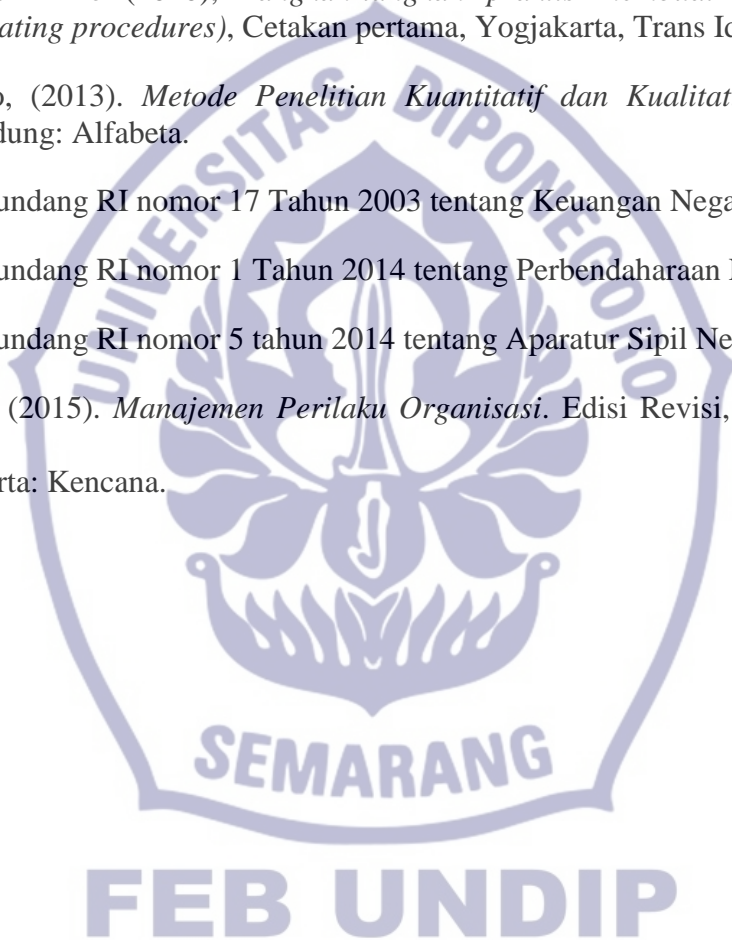 ating procedures), Cetakan pertama, Yogjakarta, Trans Id
o, (2013). Metode Penelitian Kuantitatif dan Kualitat
dung: Alfabeta.
undang RI nomor 17 Tahun 2003 tentang Keuangan Nega
undang RI nomor 1 Tahun 2014 tentang Perbendaharaan
undang RI nomor 5 tahun 2014 tentang Aparatur Sipil Ne
(2015). Manajemen Perilaku Organisasi. Edisi Revisi,
rta: Kencana.
UNIVERSITAS DIPONEGORO
SEMARANG
FEB UNDIP